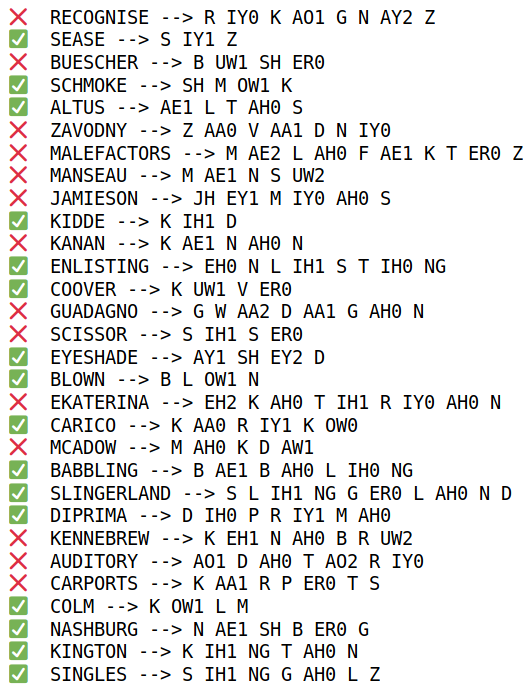 ❌ RECOGNISE --> R IY0 K AO1 G N AY2 Z
✅ SEASE --> S IY1 Z
❌ BUESCHER --> B UW1 SH ER0
✅ SCHMOKE --> SH M OW1 K
✅ ALTUS --> AE1 L T AH0 S
❌ ZAVODNY --> Z AA0 V AA1 D N IY0
❌ MALEFACTORS --> M AE2 L AH0 F AE1 K T ER0 Z
❌ MANSEAU --> M AE1 N S UW2
❌ JAMIESON --> JH EY1 M IY0 AH0 S
✅ KIDDE --> K IH1 D
❌ KANAN --> K AE1 N AH0 N
✅ ENLISTING --> EH0 N L IH1 S T IH0 NG
✅ COOVER --> K UW1 V ER0
❌ GUADAGNO --> G W AA2 D AA1 G AH0 N
❌ SCISSOR --> S IH1 S ER0
✅ EYESHADE --> AY1 SH EY2 D
✅ BLOWN --> B L OW1 N
❌ EKATERINA --> EH2 K AH0 T IH1 R IY0 AH0 N
✅ CARICO --> K AA0 R IY1 K OW0
❌ MCADOW --> M AH0 K D AW1
✅ BABBLING --> B AE1 B AH0 L IH0 NG
✅ SLINGERLAND --> S L IH1 NG G ER0 L AH0 N D
✅ DIPRIMA --> D IH0 P R IY1 M AH0
❌ KENNEBREW --> K EH1 N AH0 B R UW2
❌ AUDITORY --> AO1 D AH0 T AO2 R IY0
❌ CARPORTS --> K AA1 R P ER0 T S
✅ COLM --> K OW1 L M
✅ NASHBURG --> N AE1 SH B ER0 G
✅ KINGTON --> K IH1 NG T AH0 N
✅ SINGLES --> S IH1 NG G AH0 L Z